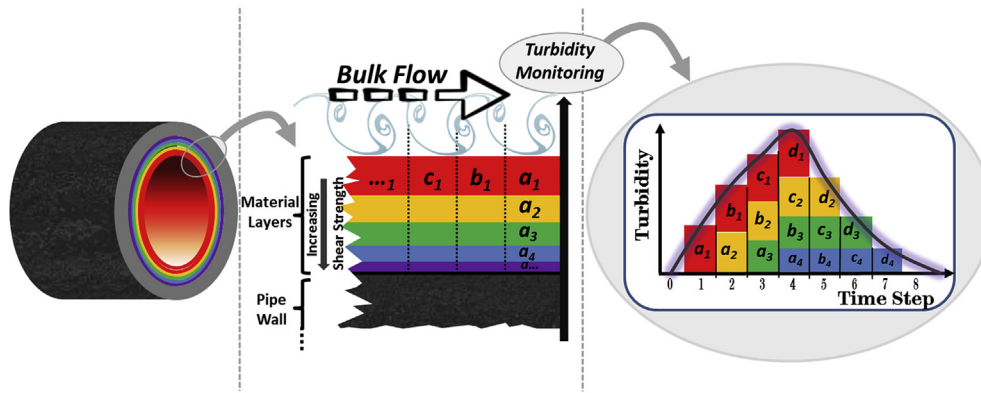 Bulk Flow
Turbidity
Monitoring
Material
Layers
Increasing
Shear Strength
...₁ c₁ b₁ a₁
a₂
a₃
a₄
a...
Pipe
Wall
Turbidity
d₁
c₁ c₂ d₂
b₁ b₂ b₃ c₃ d₃
a₁ a₂ a₃ a₄ b₄ c₄ d₄
0 1 2 3 4 5 6 7 8
Time Step